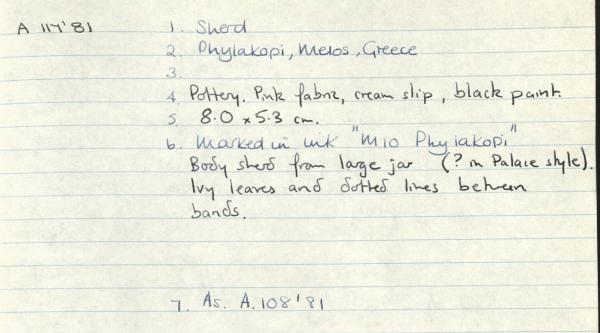 A 117'81
1. Sherd
2. Phylakopi, Melos, Greece
3.
4. Pottery. Pink fabric, cream slip, black paint.
5. 8.0 x 5.3 cm.
6. Marked in ink "M10 Phylakopi"
Body sherd from large jar (? in Palace style).
Ivy leaves and dotted lines between
bands.
7. As. A.108'81